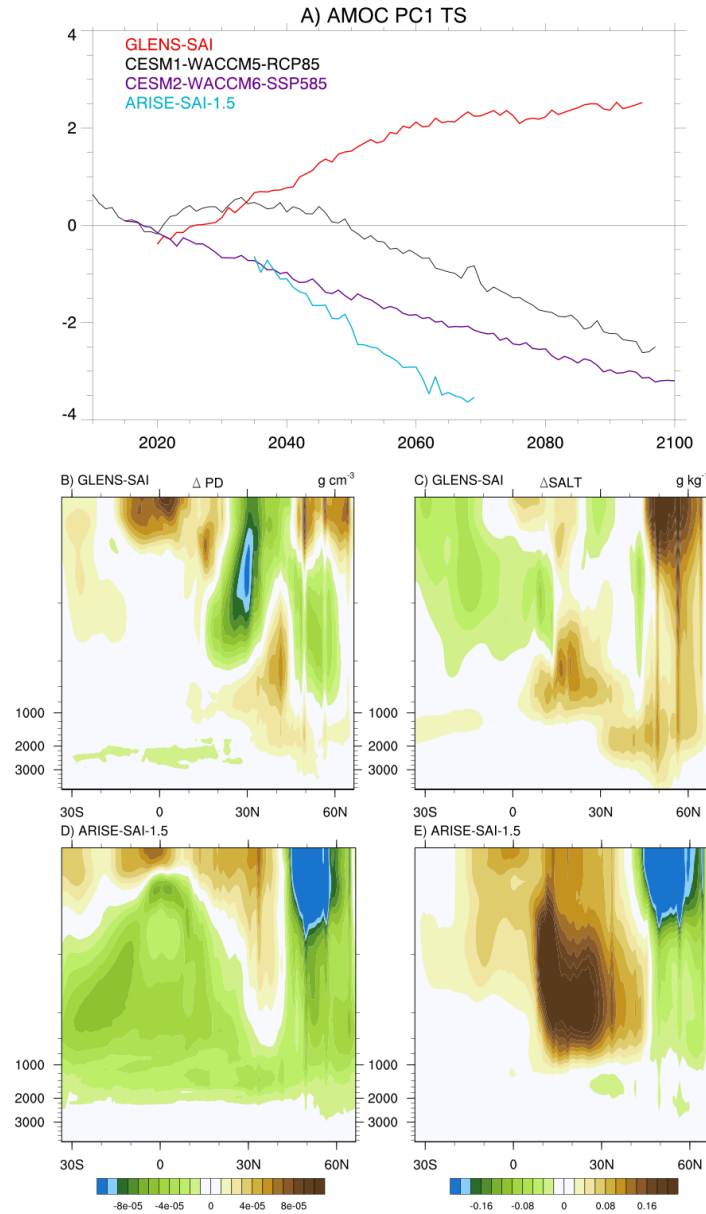 A) AMOC PC1 TS
4
GLENS-SAI
CESM1-WACCM5-RCP85
CESM2-WACCM6-SSP585
ARISE-SAI-1.5
2
0
-2
-4
2020 2040 2060 2080 2100
B) GLENS-SAI Δ PD g cm⁻³
C) GLENS-SAI ΔSALT g kg⁻
1000 1000
2000 2000
3000 3000
30S 0 30N 60N 30S 0 30N 60N
D) ARISE-SAI-1.5 E) ARISE-SAI-1.5
1000 1000
2000 2000
3000 3000
30S 0 30N 60N 30S 0 30N 60N
-8e-05 -4e-05 0 4e-05 8e-05 -0.16 -0.08 0 0.08 0.16